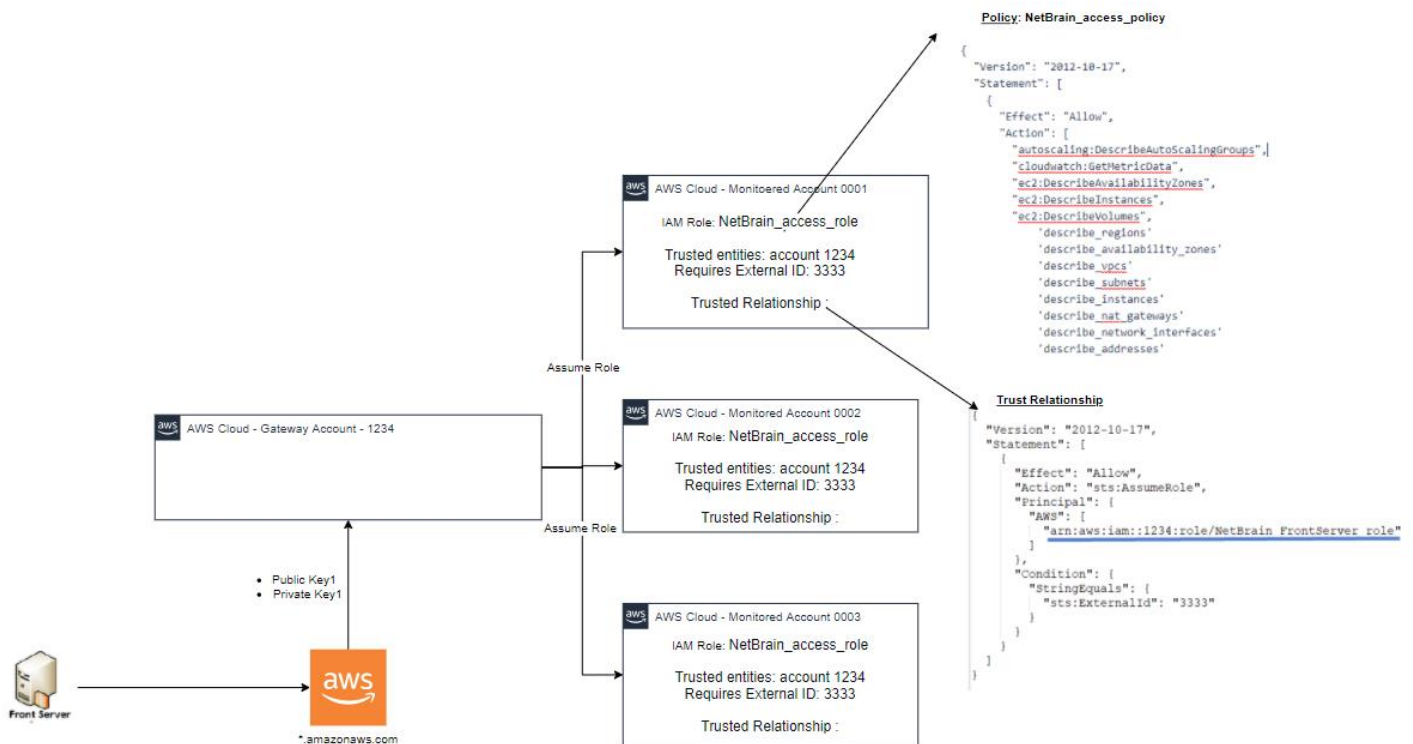 Policy: NetBrain_access_policy
{
"Version": "2012-10-17",
"Statement": [
{
"Effect": "Allow",
"Action": [
"autoscaling:DescribeAutoScalingGroups",
"cloudwatch:GetMetricData",
"ec2:DescribeAvailabilityZones",
"ec2:DescribeInstances",
"ec2:DescribeVolumes",
'describe_regions'
'describe_availability_zones'
'describe_vpcs'
'describe_subnets'
'describe_instances'
'describe_nat_gateways'
'describe_network_interfaces'
'describe_addresses'
aws
AWS Cloud - Monitoered Account 0001
IAM Role: NetBrain_access_role
Trusted entities: account 1234
Requires External ID: 3333
Trusted Relationship :
Assume Role
aws
AWS Cloud - Gateway Account - 1234
aws
AWS Cloud - Monitored Account 0002
IAM Role: NetBrain_access_role
Trusted entities: account 1234
Requires External ID: 3333
Trusted Relationship :
Assume Role
Trust Relationship
{
"Version": "2012-10-17",
"Statement": [
{
"Effect": "Allow",
"Action": "sts:AssumeRole",
"Principal": {
"AWS": [
"arn:aws:iam::1234:role/NetBrain_FrontServer_role"
]
},
"Condition": {
"StringEquals": {
"sts:ExternalId": "3333"
}
}
}
]
}
• Public Key1
• Private Key1
aws
AWS Cloud - Monitored Account 0003
IAM Role: NetBrain_access_role
Trusted entities: account 1234
Requires External ID: 3333
Trusted Relationship :
Front Server
aws
*.amazonaws.com